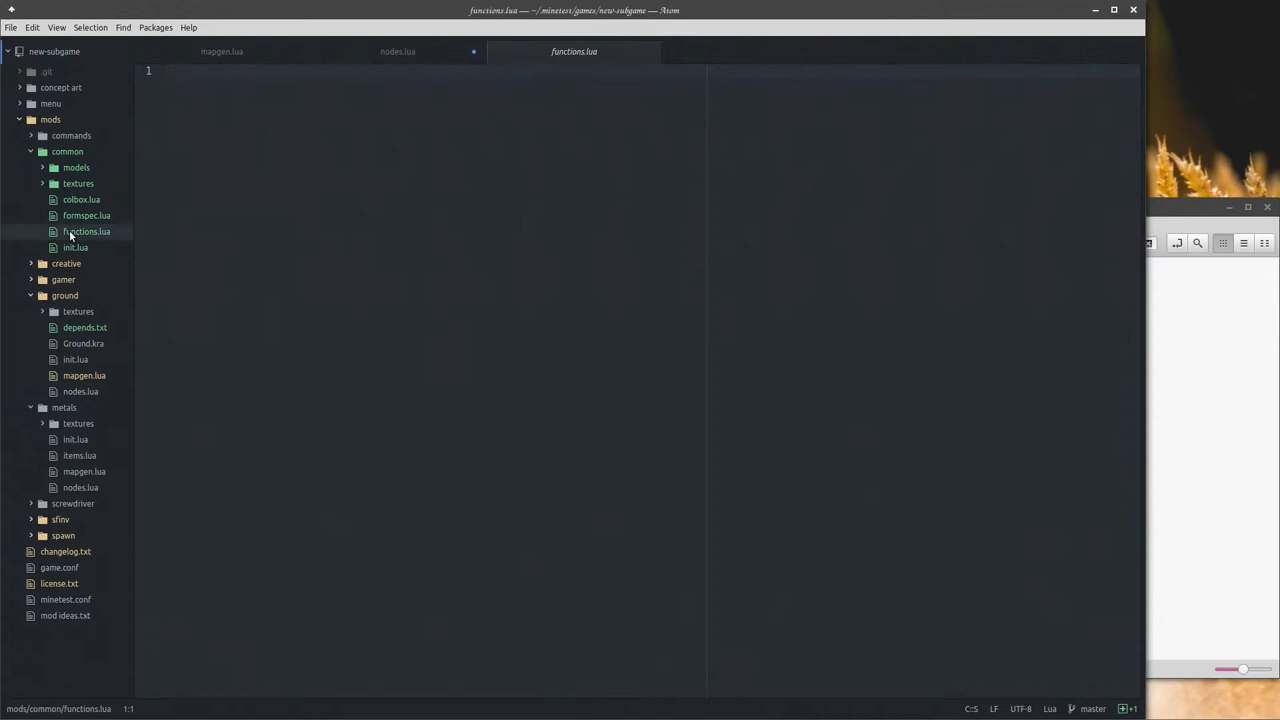 functions.lua — ~/.minetest/games/new-subgame — Atom
File Edit View Selection Find Packages Help
new-subgame
mapgen.lua
nodes.lua
functions.lua
1
.git
concept art
menu
mods
commands
common
models
textures
colbox.lua
formspec.lua
functions.lua
init.lua
creative
gamer
ground
textures
depends.txt
Ground.kra
init.lua
mapgen.lua
nodes.lua
metals
textures
init.lua
items.lua
mapgen.lua
nodes.lua
screwdriver
sfinv
spawn
changelog.txt
game.conf
license.txt
minetest.conf
mod ideas.txt
mods/common/functions.lua 1:1 C::S LF UTF-8 Lua master +1